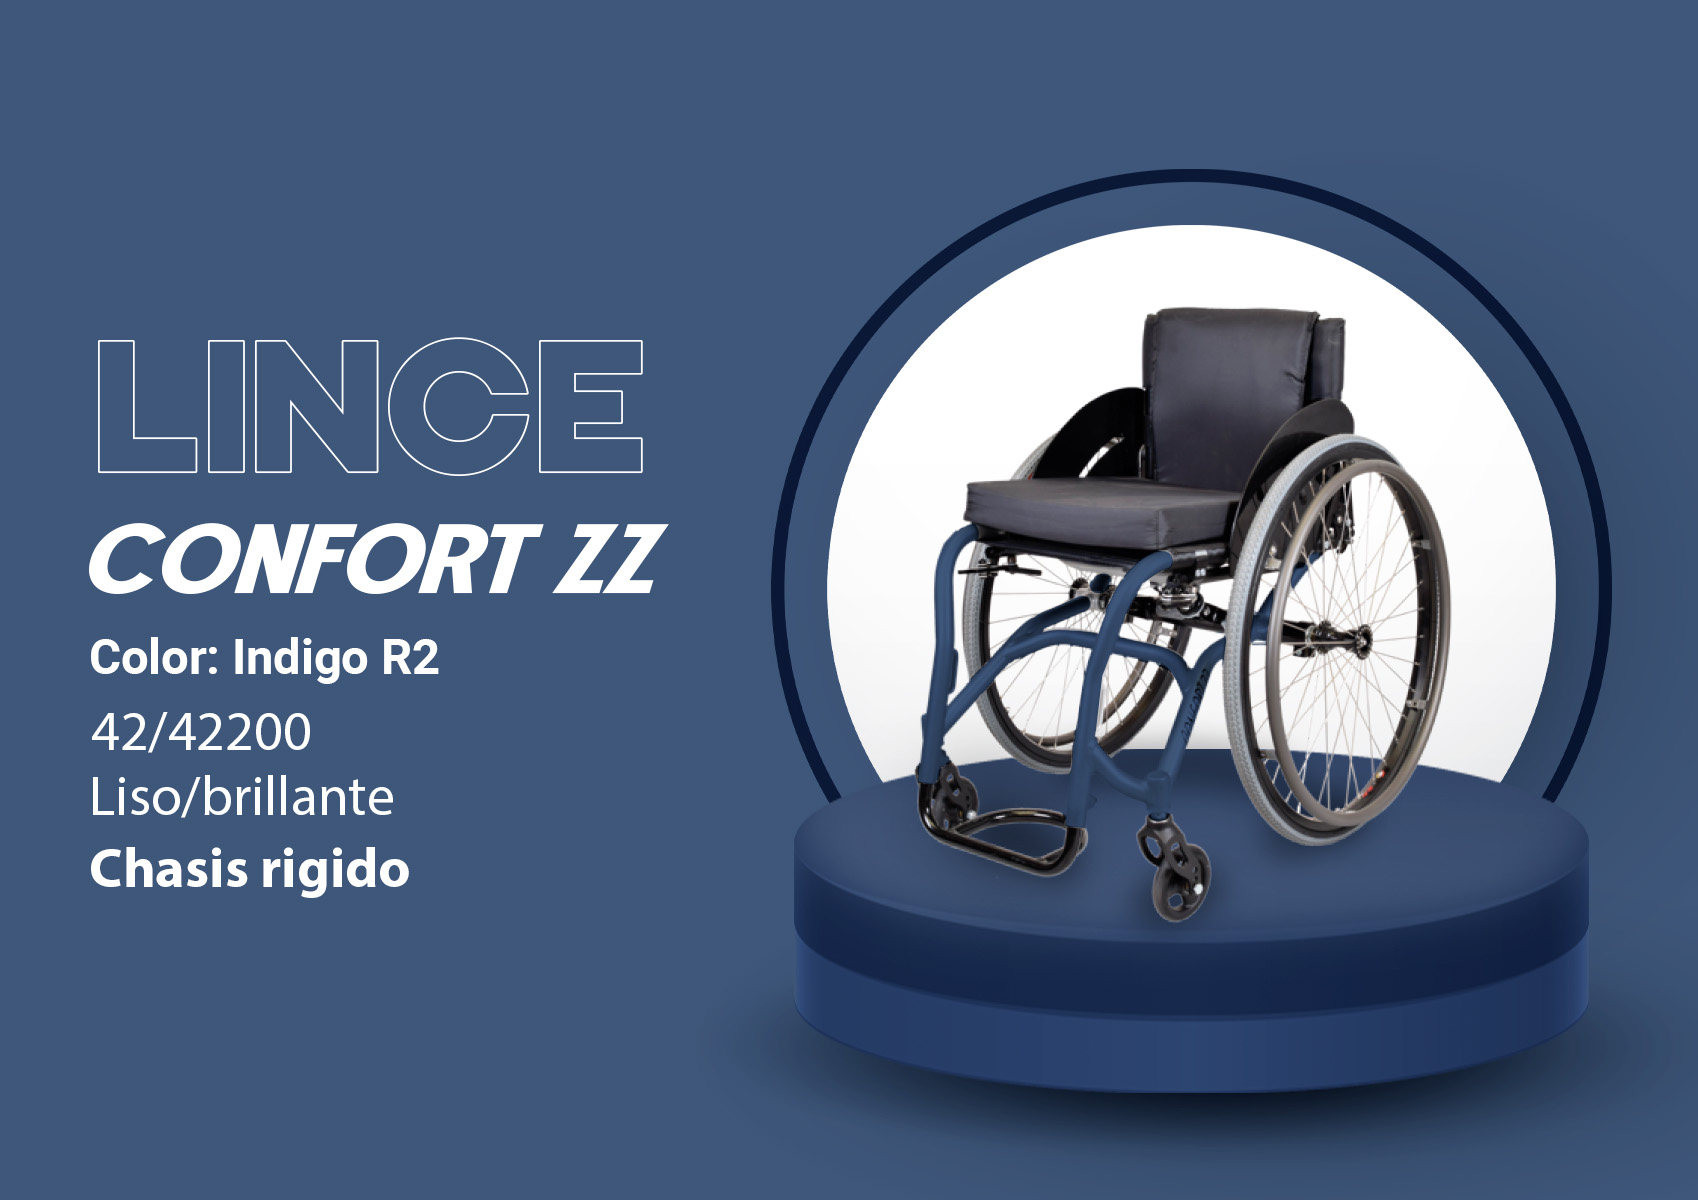 LINCE
CONFORT ZZ
Color: Indigo R2
42/42200
Liso/brillante
Chasis rigido